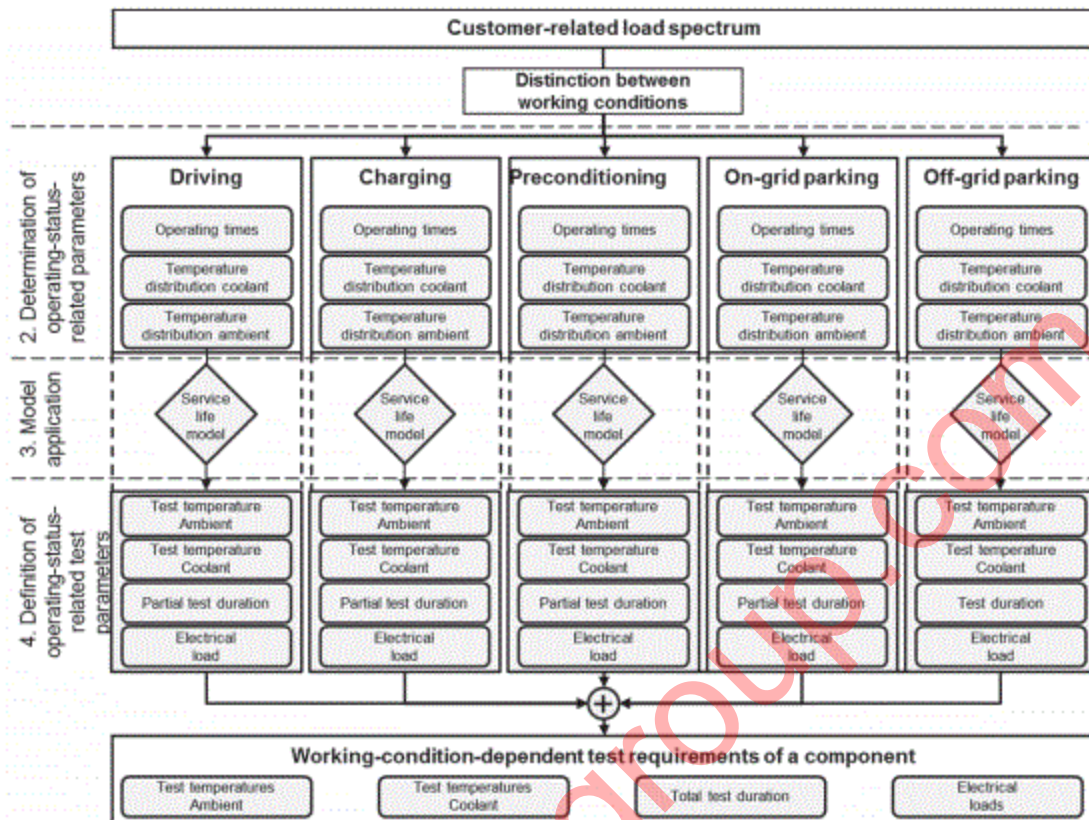 Customer-related load spectrum
Distinction between
working conditions
2. Determination of
operating-status-
related parameters
Driving
Charging
Preconditioning
On-grid parking
Off-grid parking
Operating times
Operating times
Operating times
Operating times
Operating times
Temperature
distribution coolant
Temperature
distribution coolant
Temperature
distribution coolant
Temperature
distribution coolant
Temperature
distribution coolant
Temperature
distribution ambient
Temperature
distribution ambient
Temperature
distribution ambient
Temperature
distribution ambient
Temperature
distribution ambient
3. Model
application
Service
life
model
Service
life
model
Service
life
model
Service
life
model
Service
life
model
4. Definition of
operating-status-
related test
parameters
Test temperature
Ambient
Test temperature
Ambient
Test temperature
Ambient
Test temperature
Ambient
Test temperature
Ambient
Test temperature
Coolant
Test temperature
Coolant
Test temperature
Coolant
Test temperature
Coolant
Test temperature
Coolant
Partial test duration
Partial test duration
Partial test duration
Partial test duration
Test duration
Electrical
load
Electrical
load
Electrical
load
Electrical
load
Electrical
load
+
Working-condition-dependent test requirements of a component
Test temperatures
Ambient
Test temperatures
Coolant
Total test duration
Electrical
loads
group.com